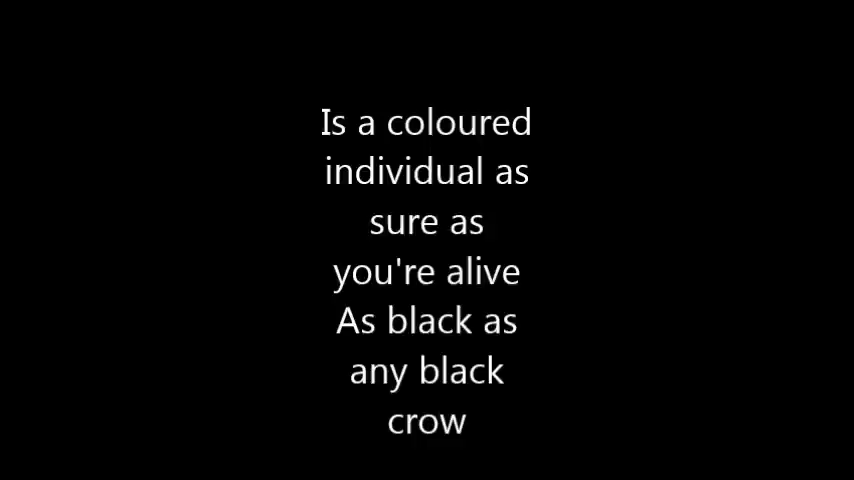 Is a coloured
individual as
sure as
you're alive
As black as
any black
crow